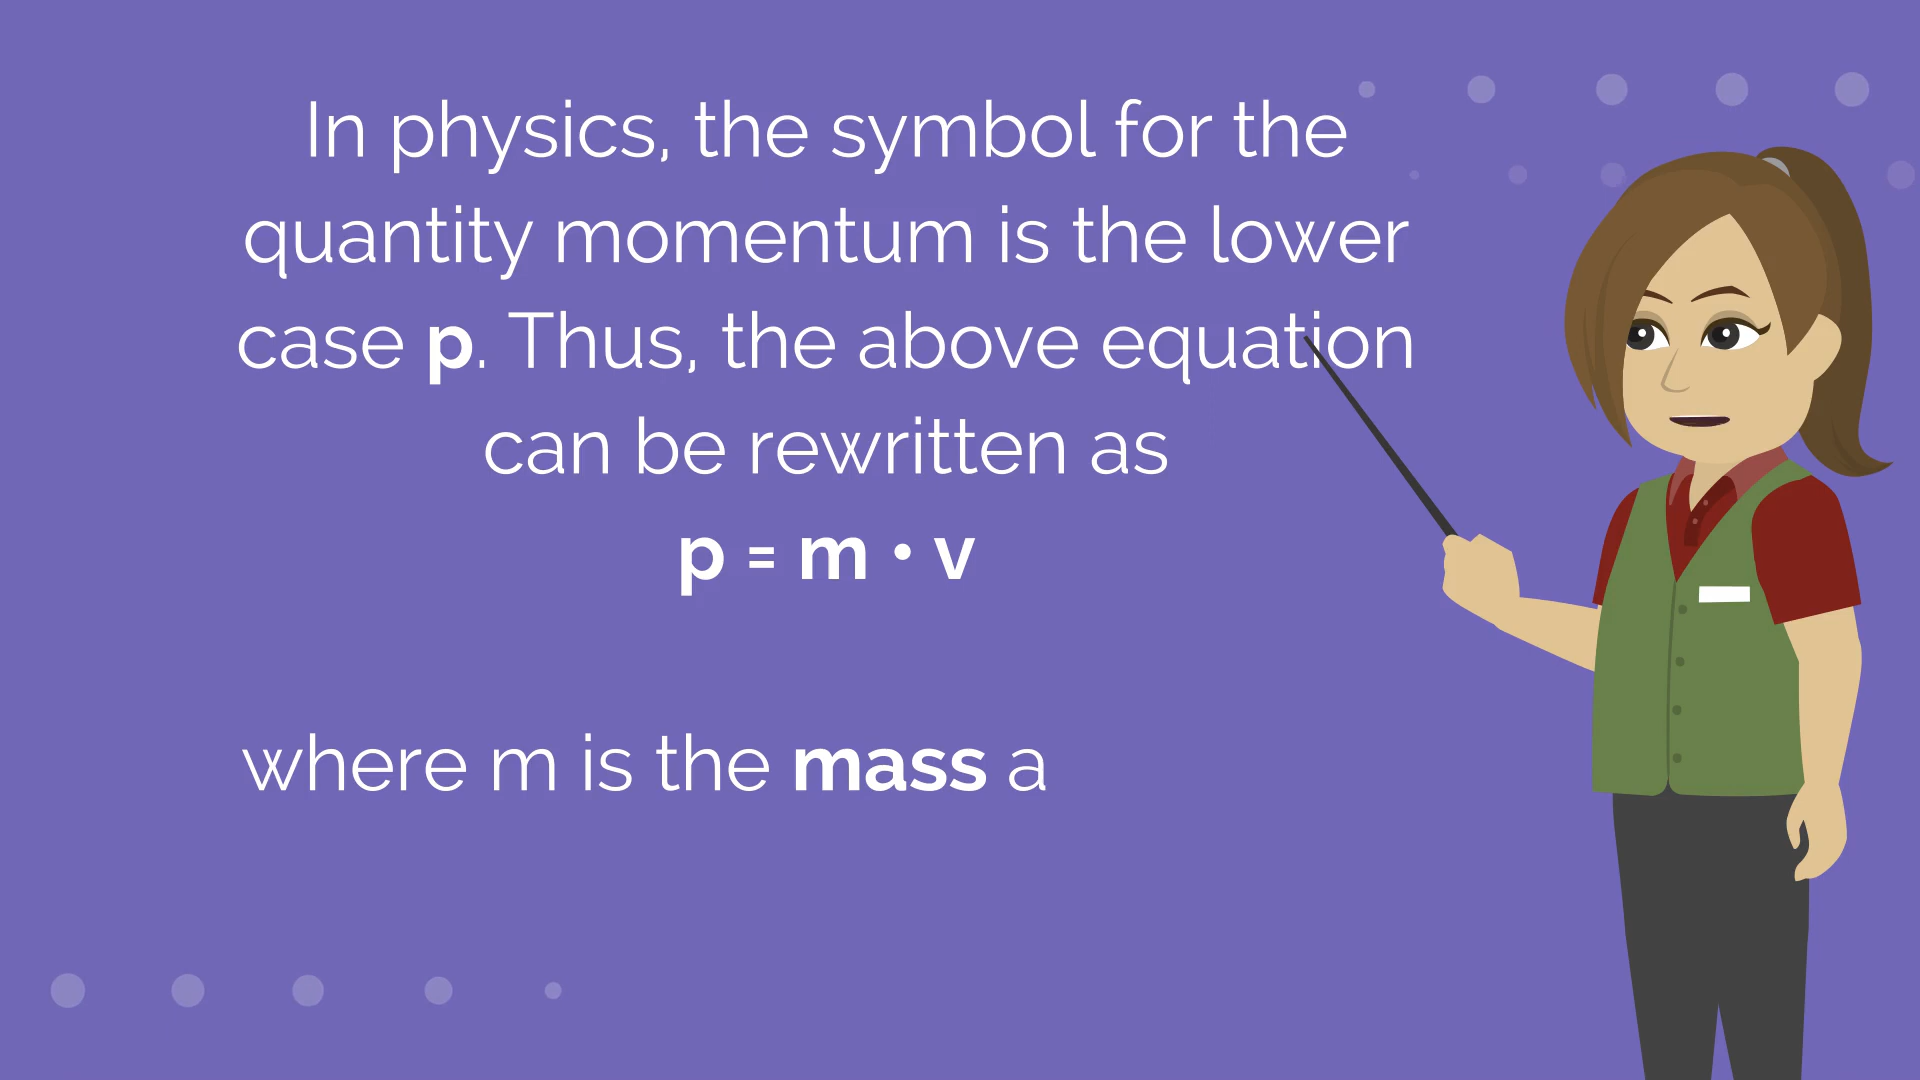 In physics, the symbol for the
quantity momentum is the lower
case p. Thus, the above equation
can be rewritten as
p = m • v
where m is the mass a